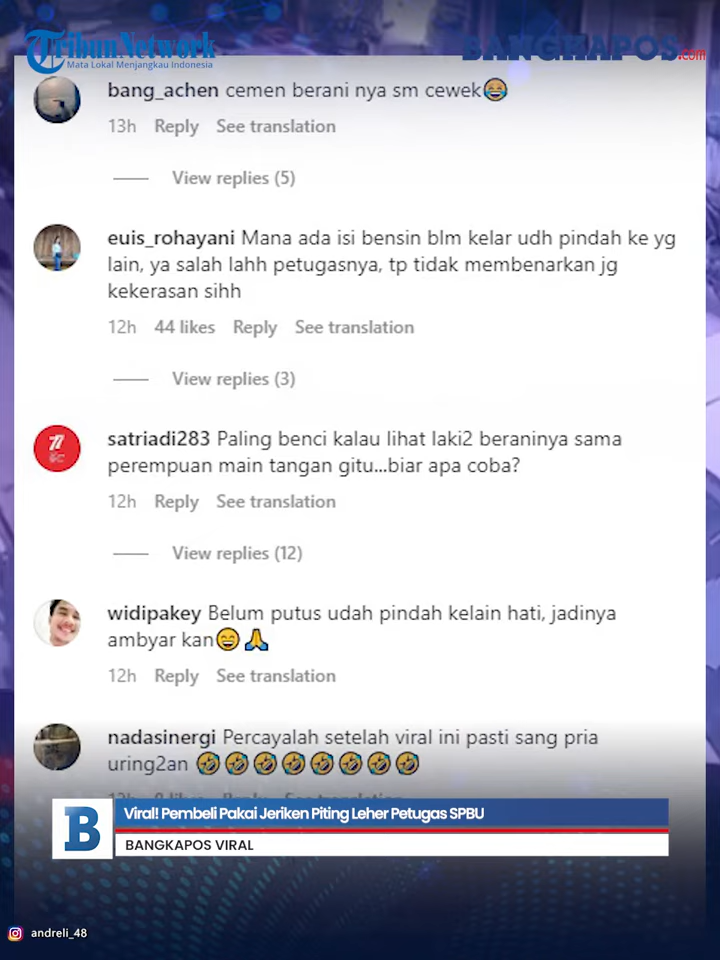 Tribun Network
Mata Lokal Menjangkau Indonesia
BANGKAPOS.com
bang_achen cemen berani nya sm cewek😂
13h Reply See translation
View replies (5)
euis_rohayani Mana ada isi bensin blm kelar udh pindah ke yg
lain, ya salah lahh petugasnya, tp tidak membenarkan jg
kekerasan sihh
12h 44 likes Reply See translation
View replies (3)
satriadi283 Paling benci kalau lihat laki2 beraninya sama
perempuan main tangan gitu...biar apa coba?
12h Reply See translation
View replies (12)
widipakey Belum putus udah pindah kelain hati, jadinya
ambyar kan😄🙏
12h Reply See translation
nadasinergi Percayalah setelah viral ini pasti sang pria
uring2an 🤣🤣🤣🤣🤣🤣🤣🤣
B
Viral! Pembeli Pakai Jeriken Piting Leher Petugas SPBU
BANGKAPOS VIRAL
andreli_48